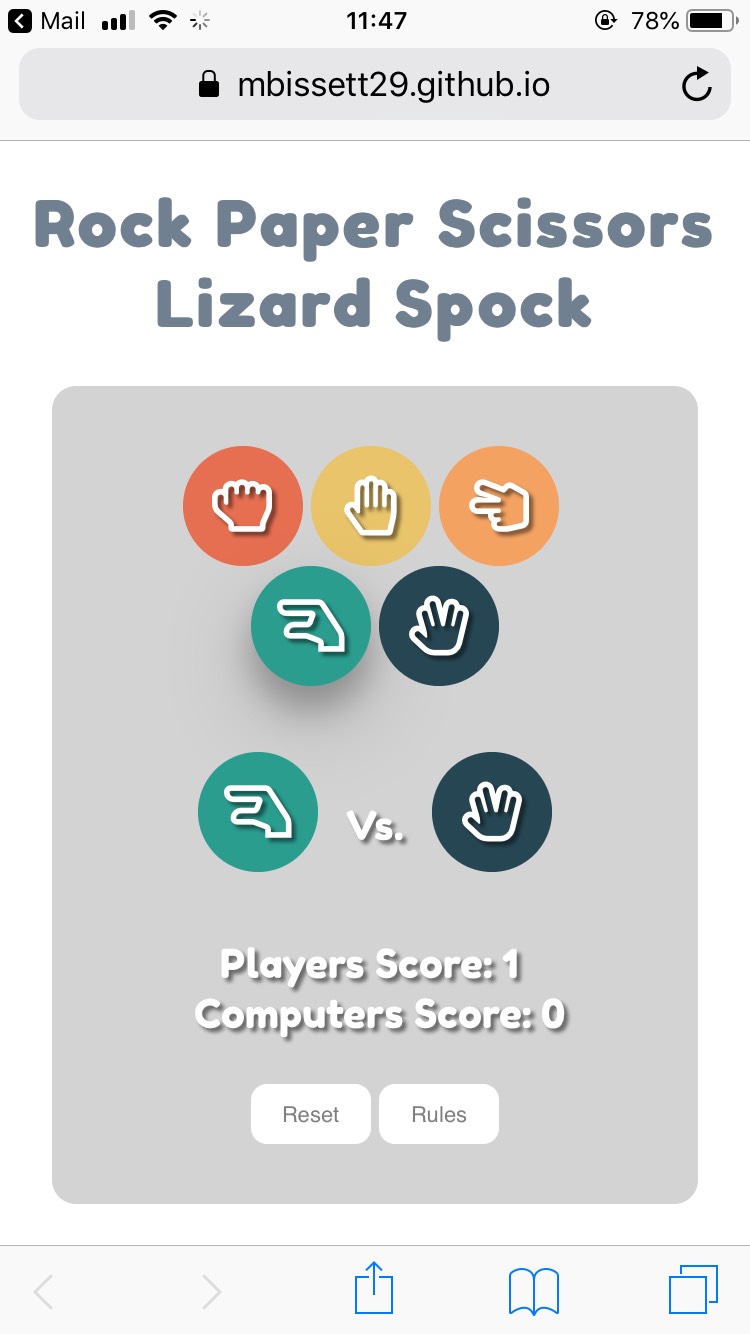 Mail 11:47 78%
mbissett29.github.io
Rock Paper Scissors
Lizard Spock
Vs.
Players Score: 1
Computers Score: 0
Reset Rules